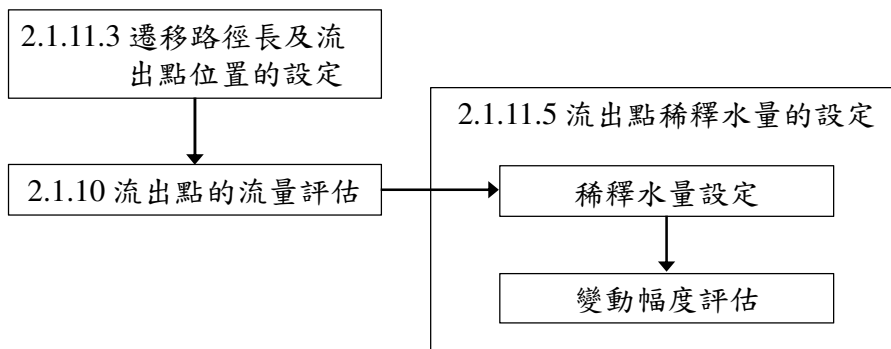 2.1.11.3 遷移路徑長及流
出點位置的設定
2.1.11.5 流出點稀釋水量的設定
2.1.10 流出點的流量評估
稀釋水量設定
變動幅度評估